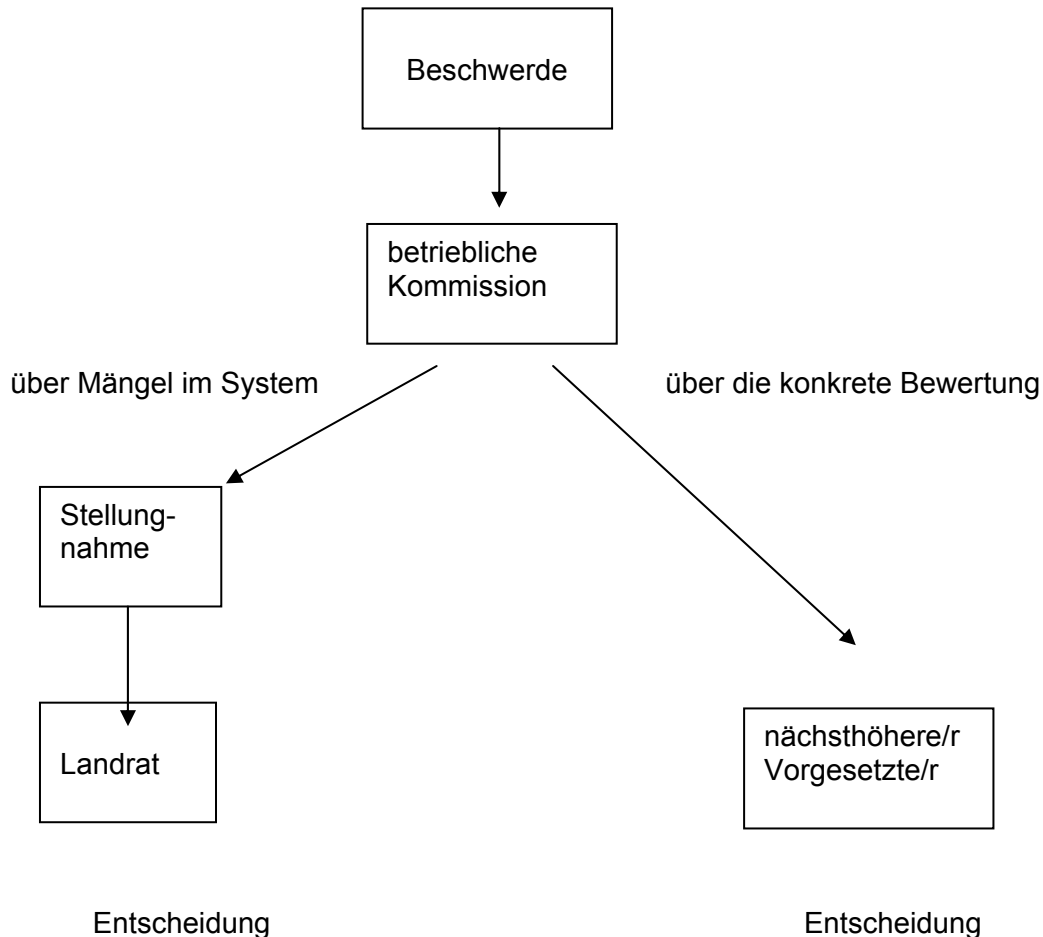 Beschwerde
betriebliche
Kommission
über Mängel im System
über die konkrete Bewertung
Stellung-
nahme
Landrat
nächsthöhere/r
Vorgesetzte/r
Entscheidung
Entscheidung